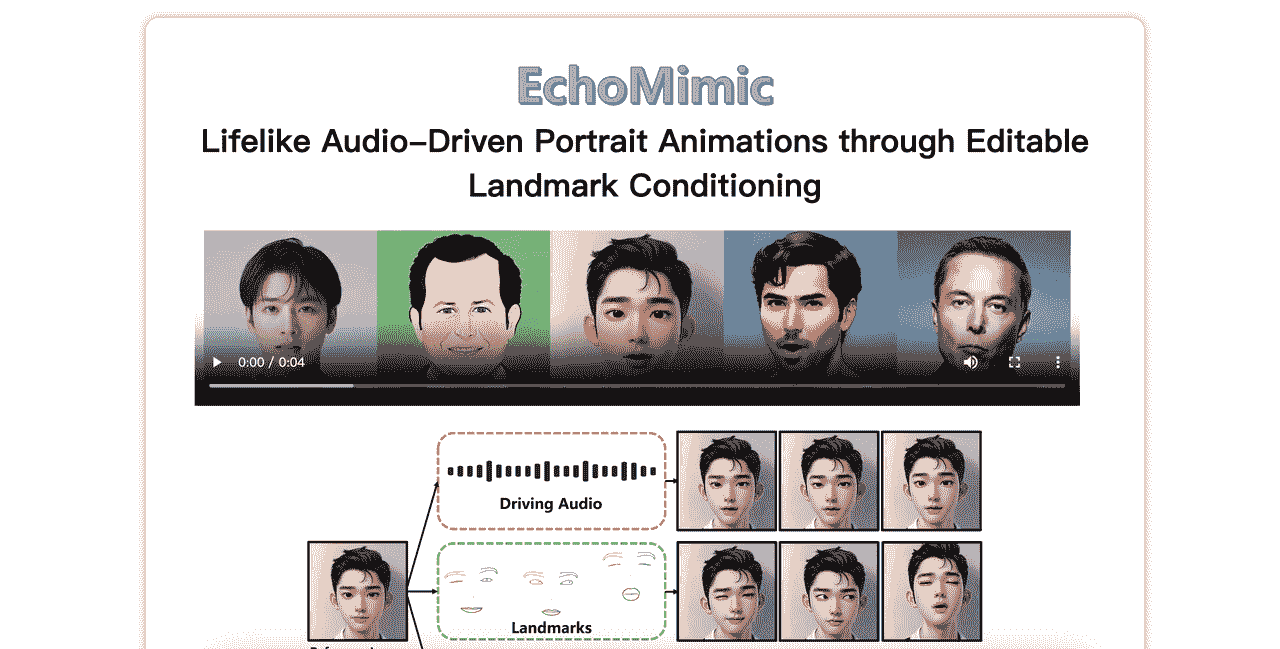 EchoMimic
Lifelike Audio–Driven Portrait Animations through Editable
Landmark Conditioning
0:00 / 0:04
Driving Audio
Landmarks